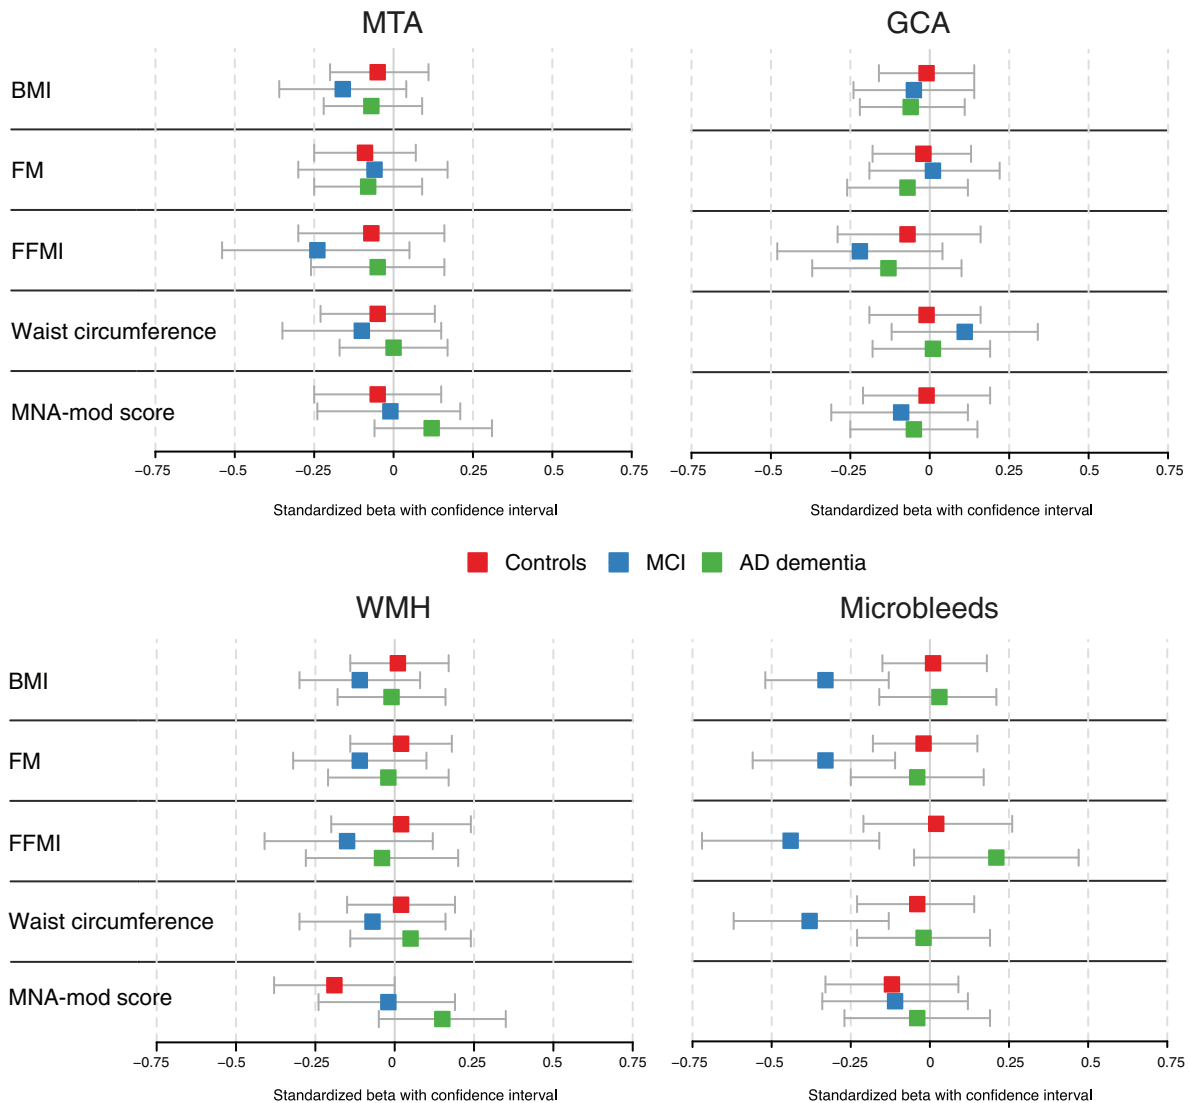 MTA
GCA
BMI
FM
FFMI
Waist circumference
MNA-mod score
−0.75 −0.5 −0.25 0 0.25 0.5 0.75
−0.75 −0.5 −0.25 0 0.25 0.5 0.75
Standardized beta with confidence interval
Standardized beta with confidence interval
Controls MCI AD dementia
WMH
Microbleeds
BMI
FM
FFMI
Waist circumference
MNA-mod score
−0.75 −0.5 −0.25 0 0.25 0.5 0.75
−0.75 −0.5 −0.25 0 0.25 0.5 0.75
Standardized beta with confidence interval
Standardized beta with confidence interval